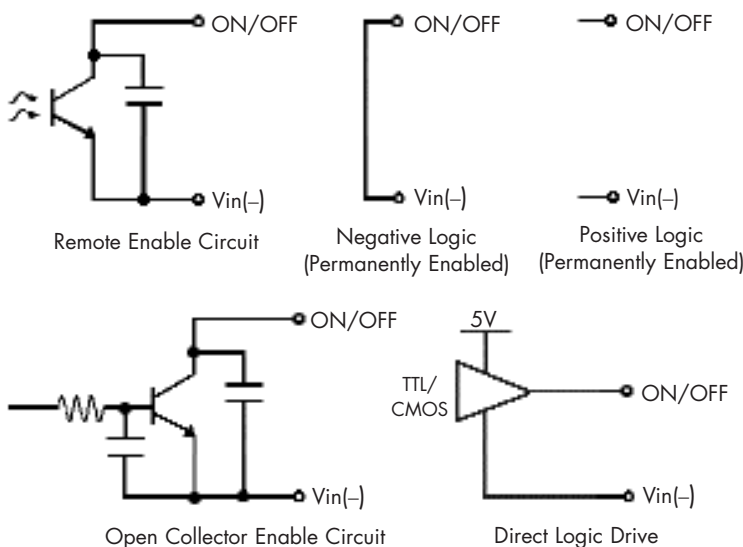 ON/OFF
Vin(–)
Remote Enable Circuit
ON/OFF
Vin(–)
Negative Logic
(Permanently Enabled)
ON/OFF
Vin(–)
Positive Logic
(Permanently Enabled)
ON/OFF
Vin(–)
Open Collector Enable Circuit
5V
TTL/
CMOS
ON/OFF
Vin(–)
Direct Logic Drive